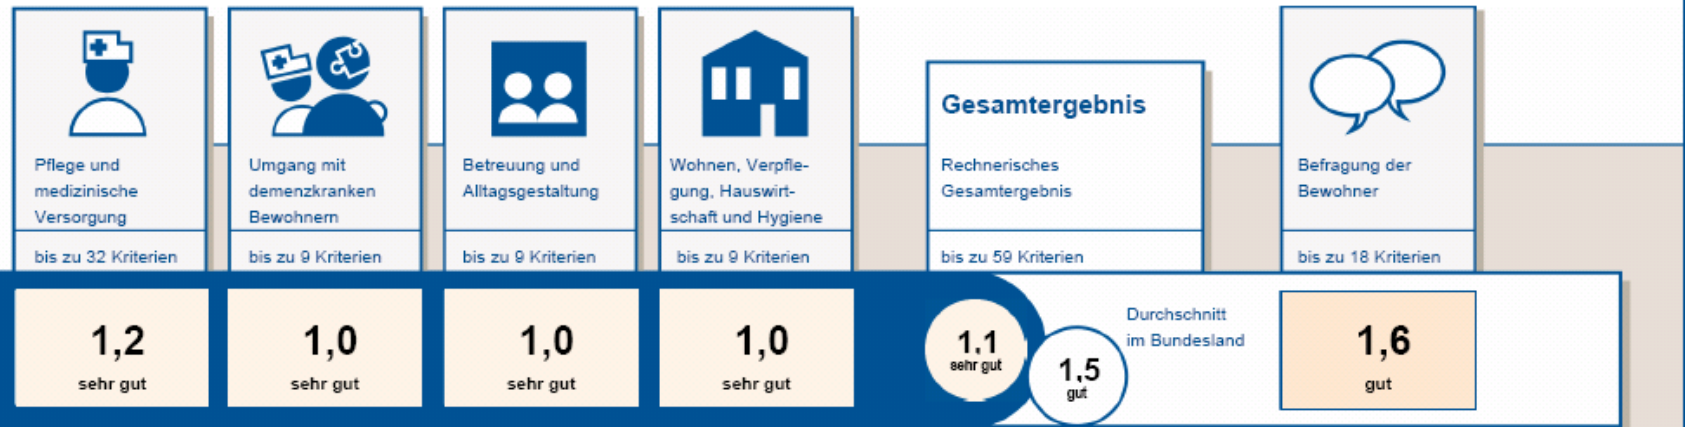 Pflege und
medizinische
Versorgung
bis zu 32 Kriterien
1,2
sehr gut
Umgang mit
demenzkranken
Bewohnern
bis zu 9 Kriterien
1,0
sehr gut
Betreuung und
Alltagsgestaltung
bis zu 9 Kriterien
1,0
sehr gut
Wohnen, Verpfle-
gung, Hauswirt-
schaft und Hygiene
bis zu 9 Kriterien
1,0
sehr gut
Gesamtergebnis
Rechnerisches
Gesamtergebnis
bis zu 59 Kriterien
1,1
sehr gut
1,5
gut
Durchschnitt
im Bundesland
Befragung der
Bewohner
bis zu 18 Kriterien
1,6
gut